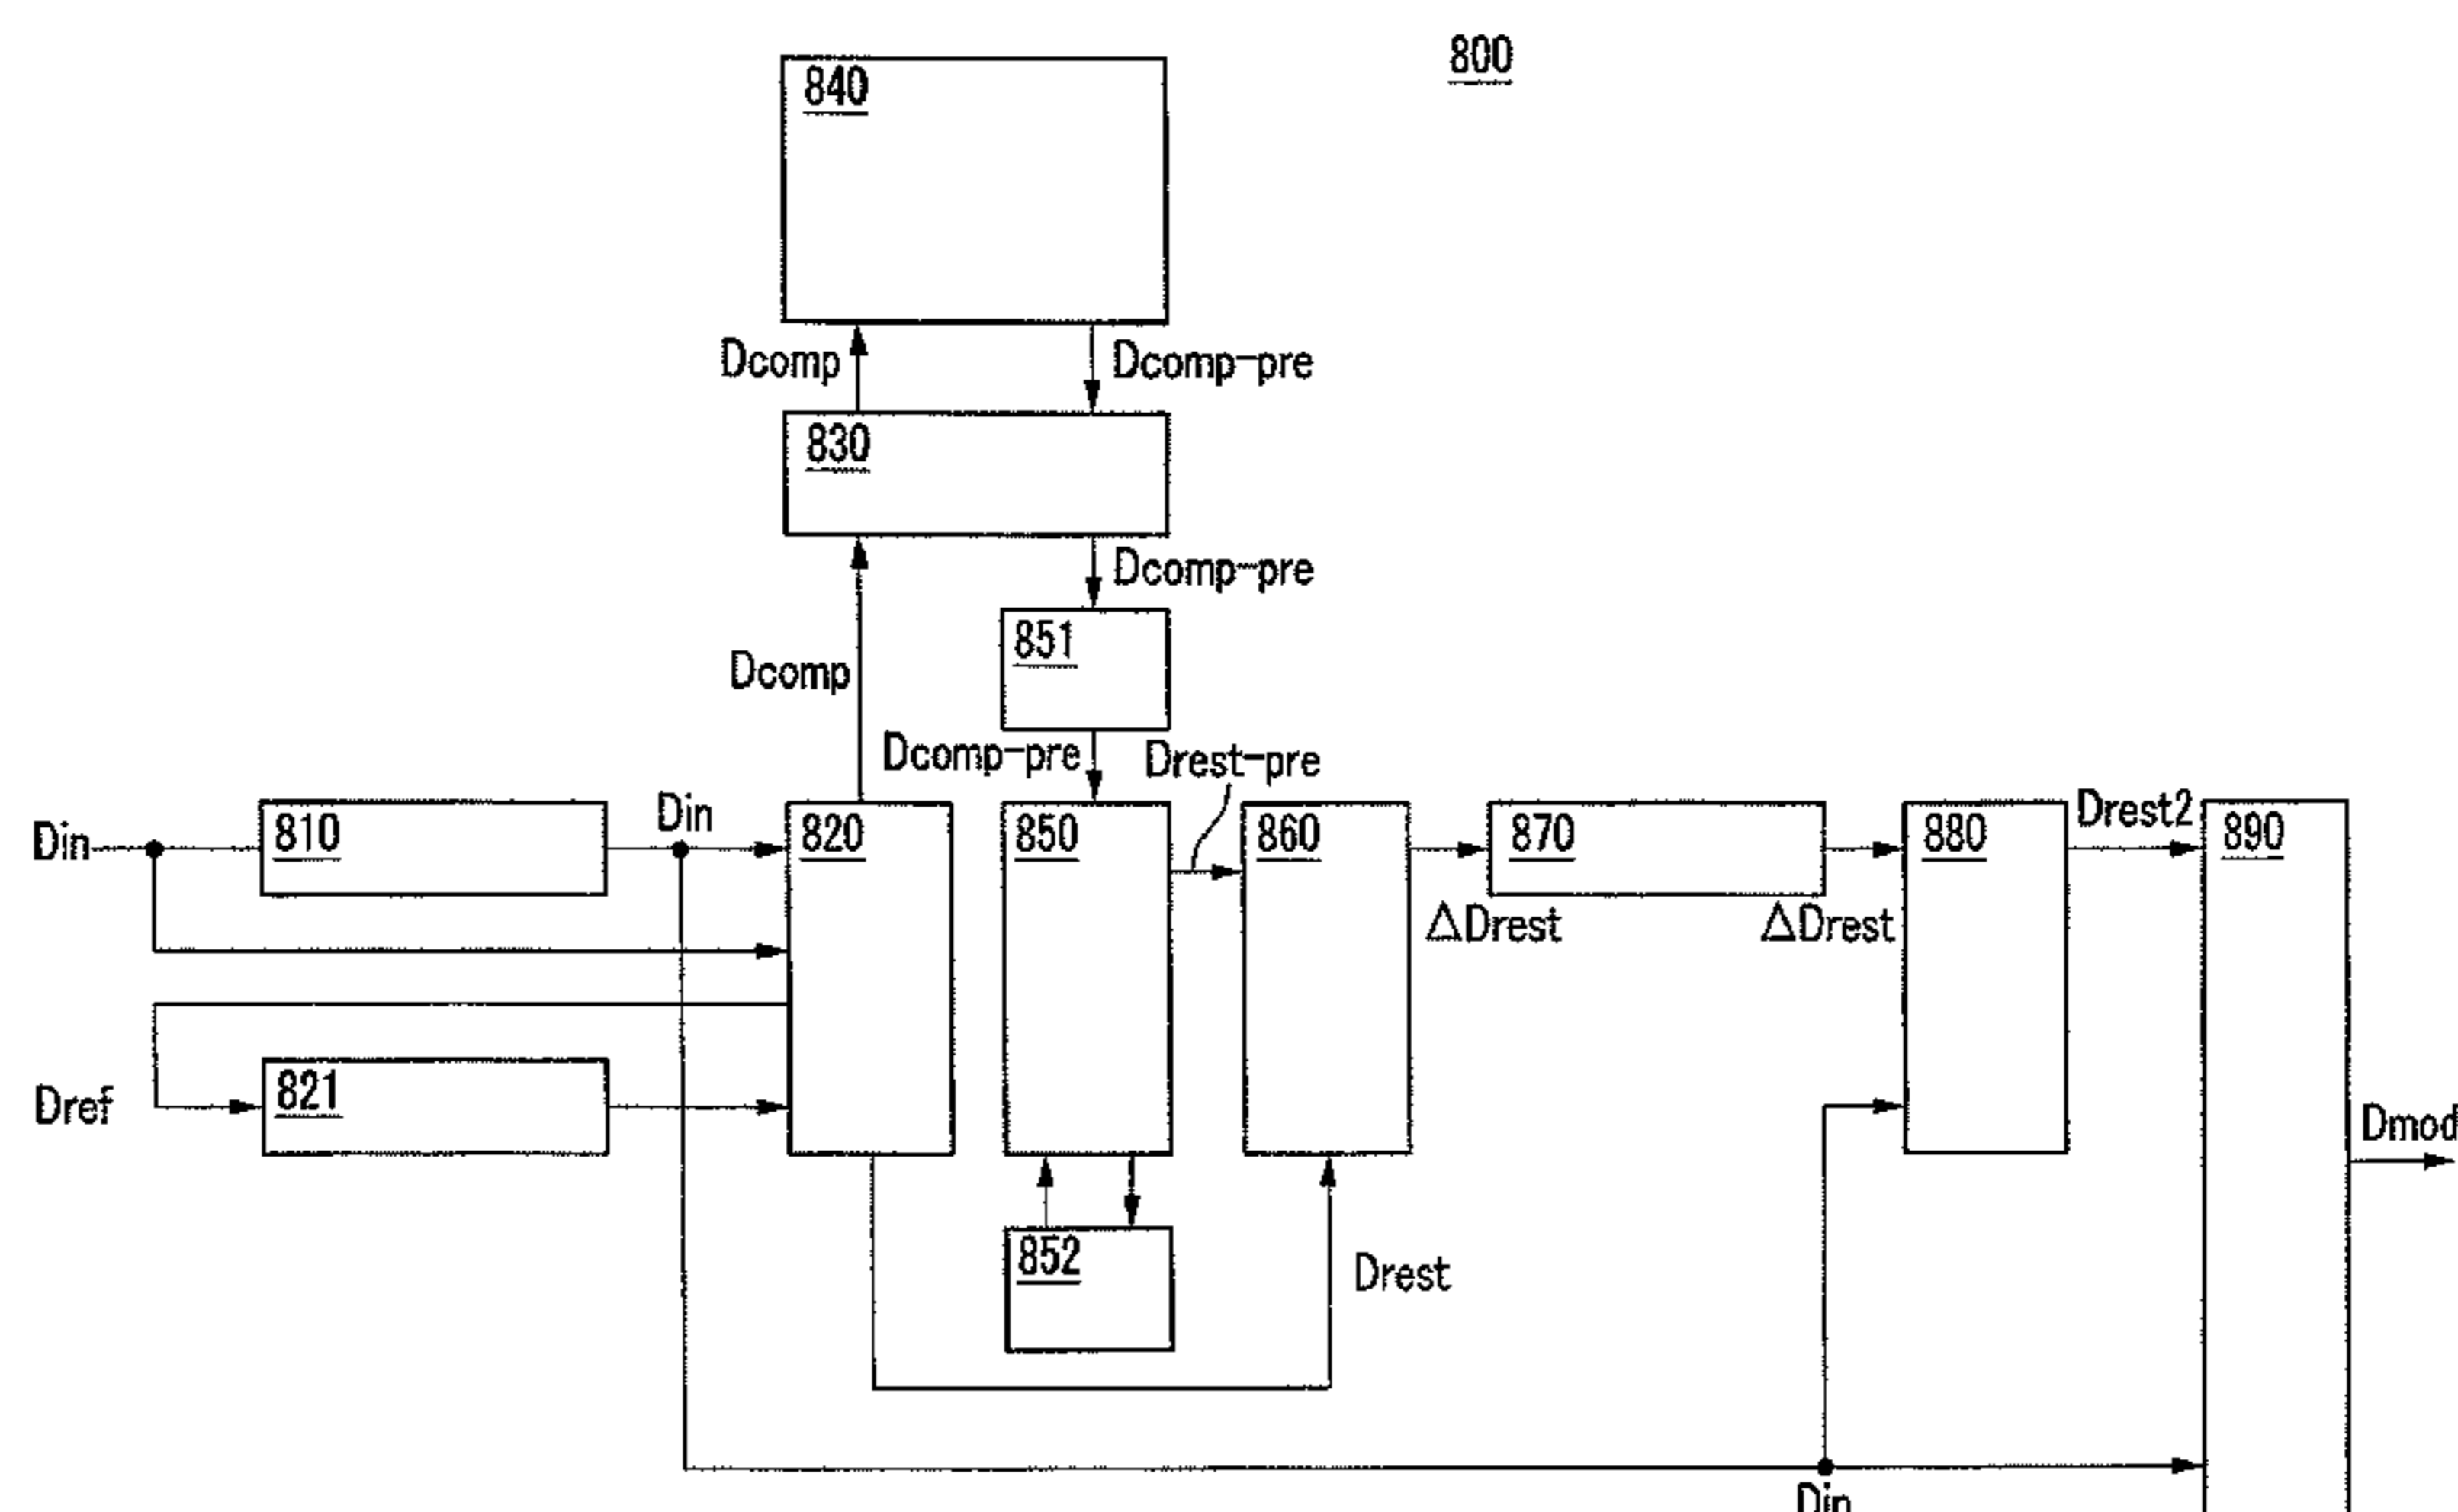 800
840
Dcomp
Dcomp-pre
830
Dcomp-pre
851
Dcomp
Dcomp-pre
Drest-pre
Din
810
Din
820
850
860
870
880
Drest2
890
ΔDrest
ΔDrest
Dref
821
Dmod
852
Drest
Din